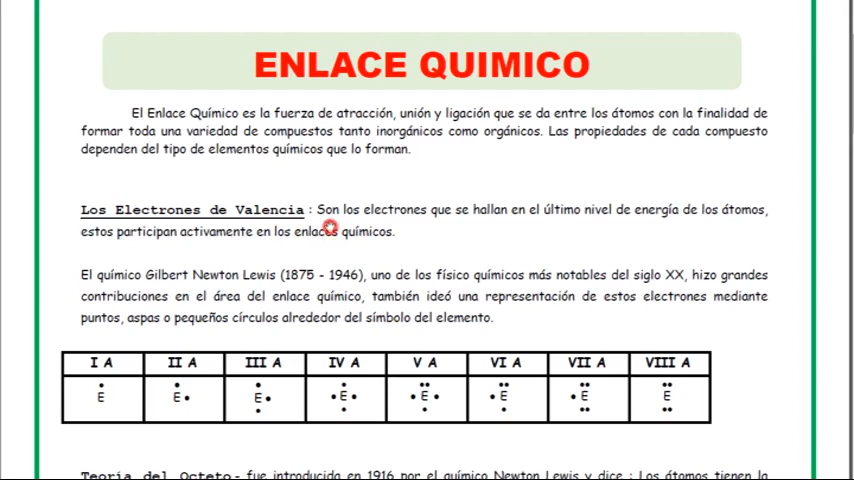 ENLACE QUIMICO
El Enlace Químico es la fuerza de atracción, unión y ligación que se da entre los átomos con la finalidad de
formar toda una variedad de compuestos tanto inorgánicos como orgánicos. Las propiedades de cada compuesto
dependen del tipo de elementos químicos que lo forman.
Los Electrones de Valencia : Son los electrones que se hallan en el último nivel de energía de los átomos,
estos participan activamente en los enlaces químicos.
El químico Gilbert Newton Lewis (1875 - 1946), uno de los físico químicos más notables del siglo XX, hizo grandes
contribuciones en el área del enlace químico, también ideó una representación de estos electrones mediante
puntos, aspas o pequeños círculos alrededor del símbolo del elemento.
I A II A III A IV A V A VI A VII A VIII A
E E E E E E E E
Teoría del Octeto.- fue introducida en 1916 por el químico Newton Lewis y dice : Los átomos tienen la